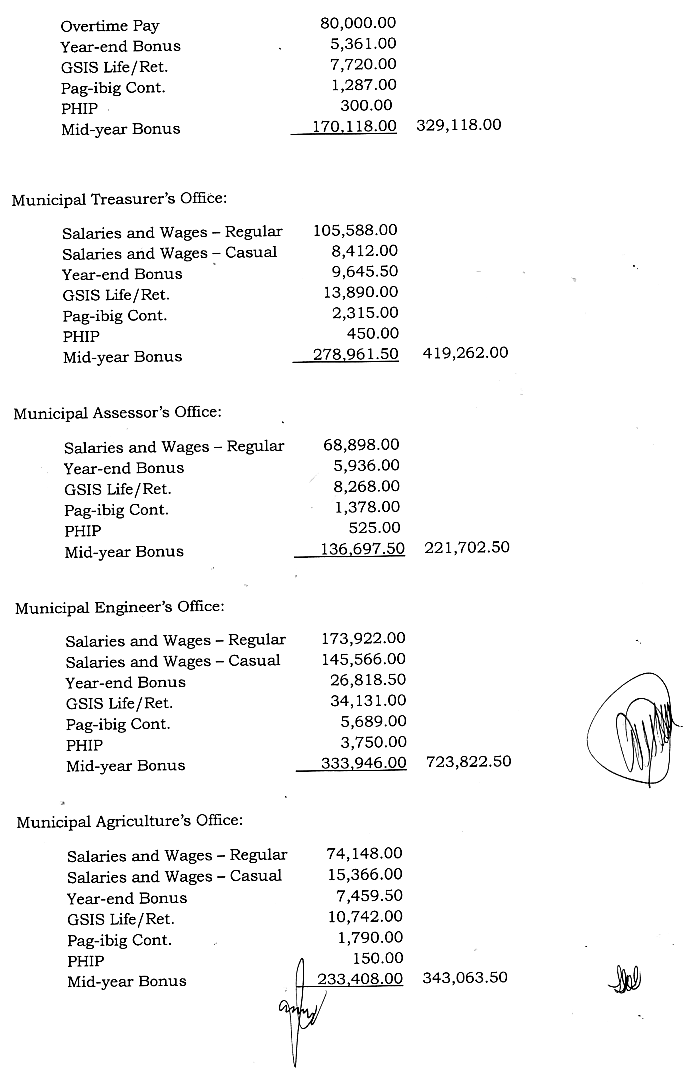 Overtime Pay 80,000.00
Year-end Bonus 5,361.00
GSIS Life/Ret. 7,720.00
Pag-ibig Cont. 1,287.00
PHIP 300.00
Mid-year Bonus 170,118.00 329,118.00
Municipal Treasurer's Office:
Salaries and Wages – Regular 105,588.00
Salaries and Wages – Casual 8,412.00
Year-end Bonus 9,645.50
GSIS Life/Ret. 13,890.00
Pag-ibig Cont. 2,315.00
PHIP 450.00
Mid-year Bonus 278,961.50 419,262.00
Municipal Assessor's Office:
Salaries and Wages – Regular 68,898.00
Year-end Bonus 5,936.00
GSIS Life/Ret. 8,268.00
Pag-ibig Cont. 1,378.00
PHIP 525.00
Mid-year Bonus 136,697.50 221,702.50
Municipal Engineer's Office:
Salaries and Wages – Regular 173,922.00
Salaries and Wages – Casual 145,566.00
Year-end Bonus 26,818.50
GSIS Life/Ret. 34,131.00
Pag-ibig Cont. 5,689.00
PHIP 3,750.00
Mid-year Bonus 333,946.00 723,822.50
Municipal Agriculture's Office:
Salaries and Wages – Regular 74,148.00
Salaries and Wages – Casual 15,366.00
Year-end Bonus 7,459.50
GSIS Life/Ret. 10,742.00
Pag-ibig Cont. 1,790.00
PHIP 150.00
Mid-year Bonus 233,408.00 343,063.50